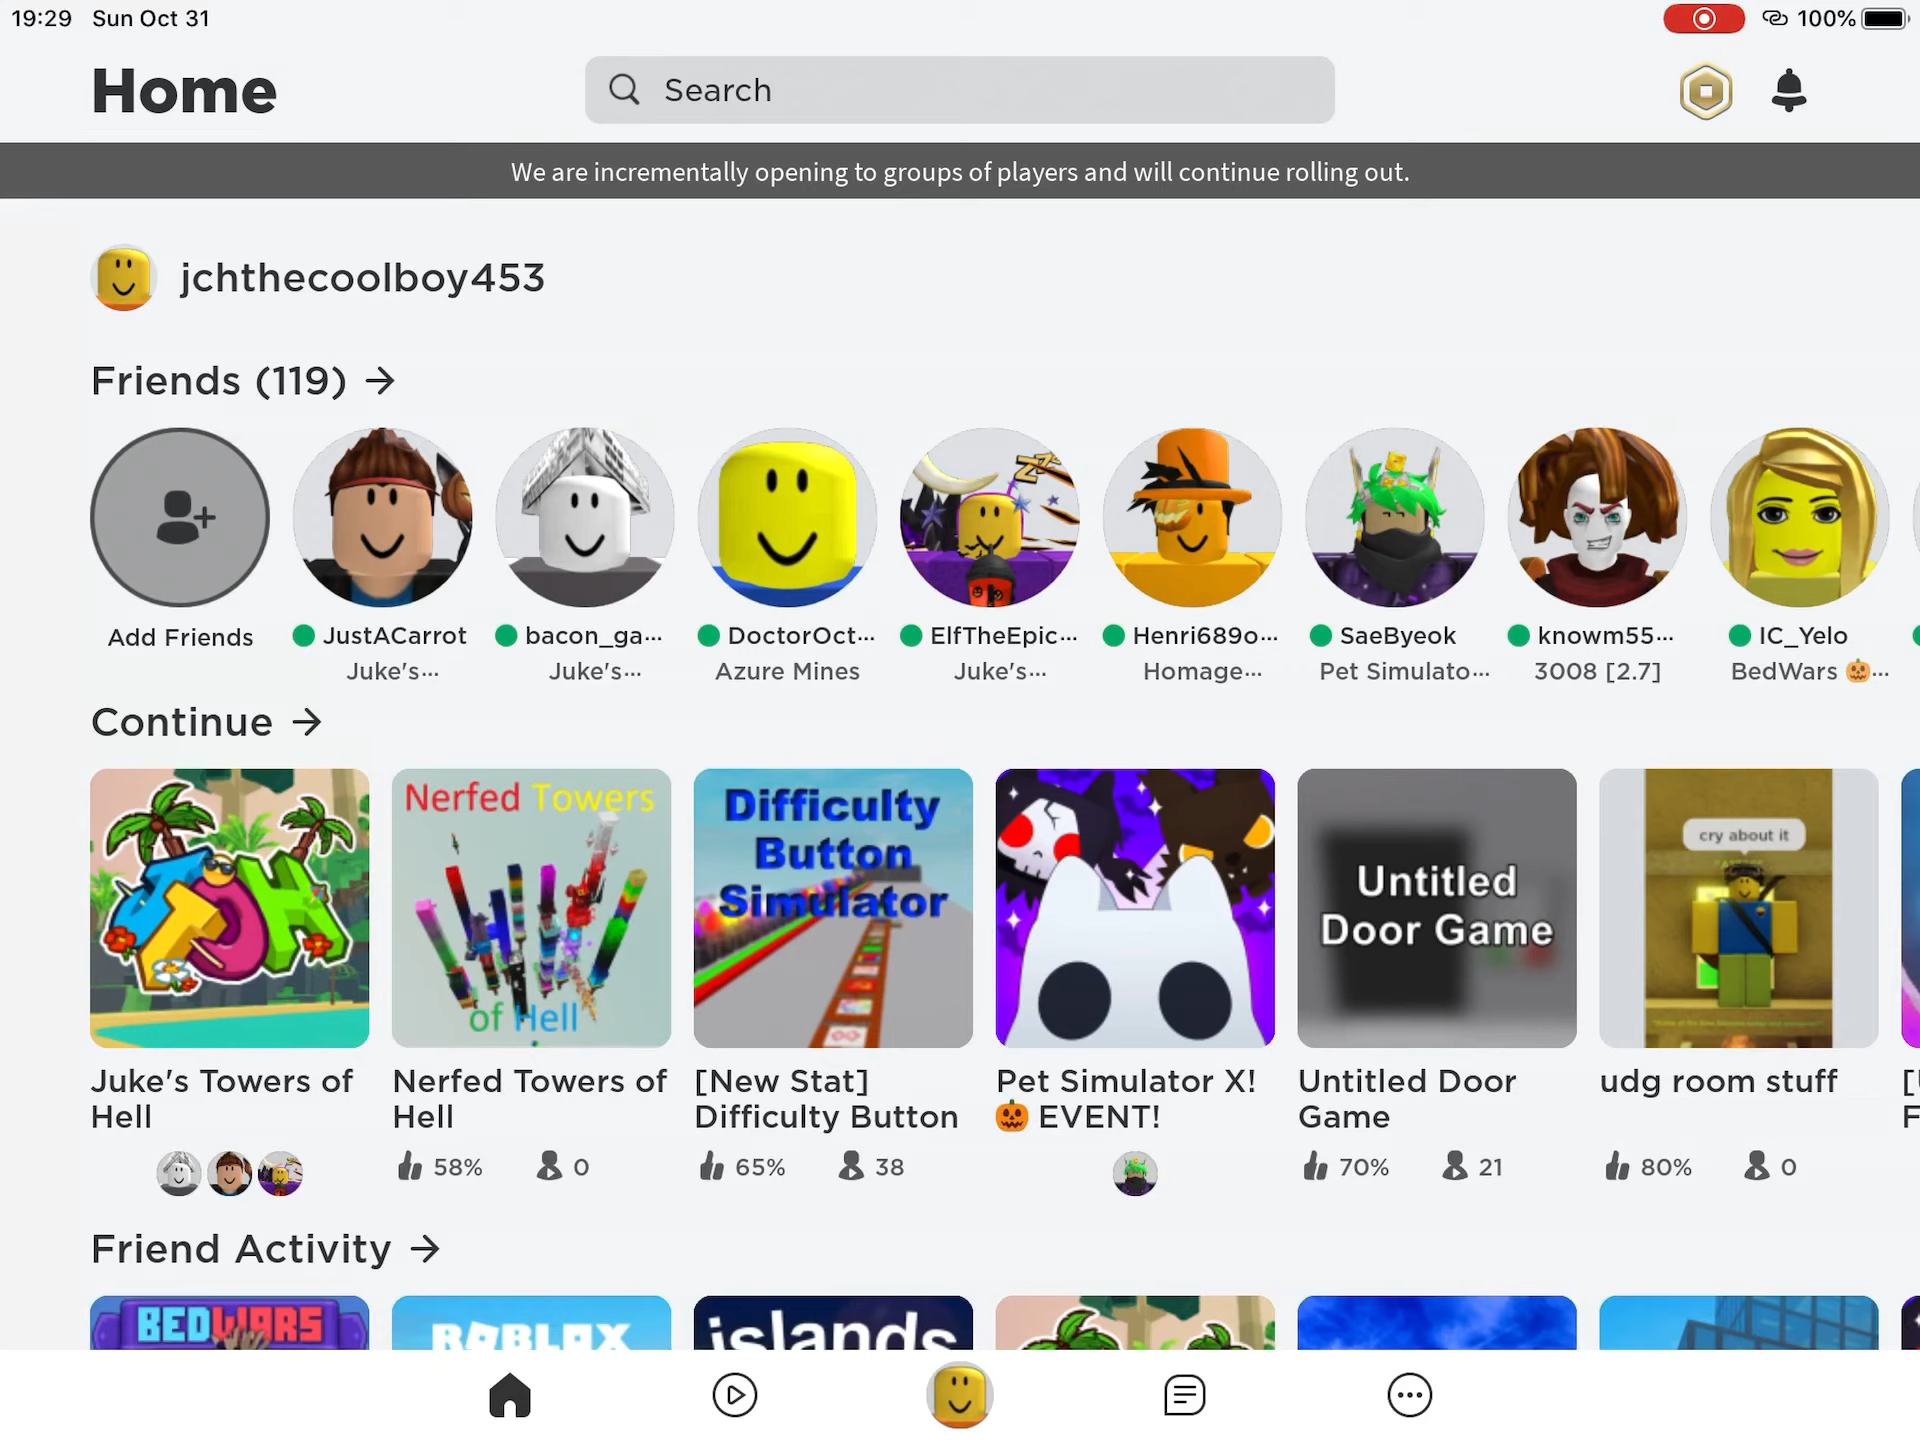 19:29 Sun Oct 31
100%
Home
Search
We are incrementally opening to groups of players and will continue rolling out.
jchthecoolboy453
Friends (119) →
Add Friends
JustACarrot
bacon_ga...
DoctorOct...
ElfTheEpic...
Henri689o...
SaeByeok
knowm55...
IC_Yelo
Juke's...
Juke's...
Azure Mines
Juke's...
Homage...
Pet Simulato...
3008 [2.7]
BedWars 🎃...
Continue →
JTOH
Nerfed Towers
of Hell
Difficulty
Button
Simulator
Untitled
Door Game
cry about it
Juke's Towers of
Hell
Nerfed Towers of
Hell
58% 0
[New Stat]
Difficulty Button
65% 38
Pet Simulator X!
🎃 EVENT!
Untitled Door
Game
70% 21
udg room stuff
80% 0
Friend Activity →
BEDWARS
ROBLOX
islands